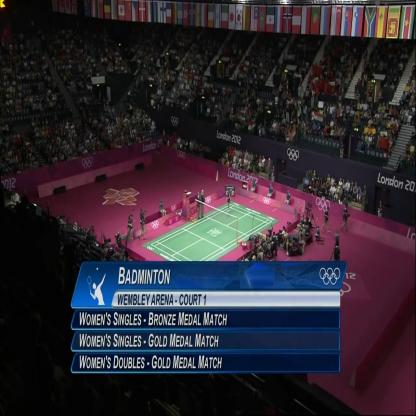 London 2012
London 2012
London 2012
BADMINTON
WEMBLEY ARENA - COURT 1
WOMEN'S SINGLES - BRONZE MEDAL MATCH
WOMEN'S SINGLES - GOLD MEDAL MATCH
WOMEN'S DOUBLES - GOLD MEDAL MATCH